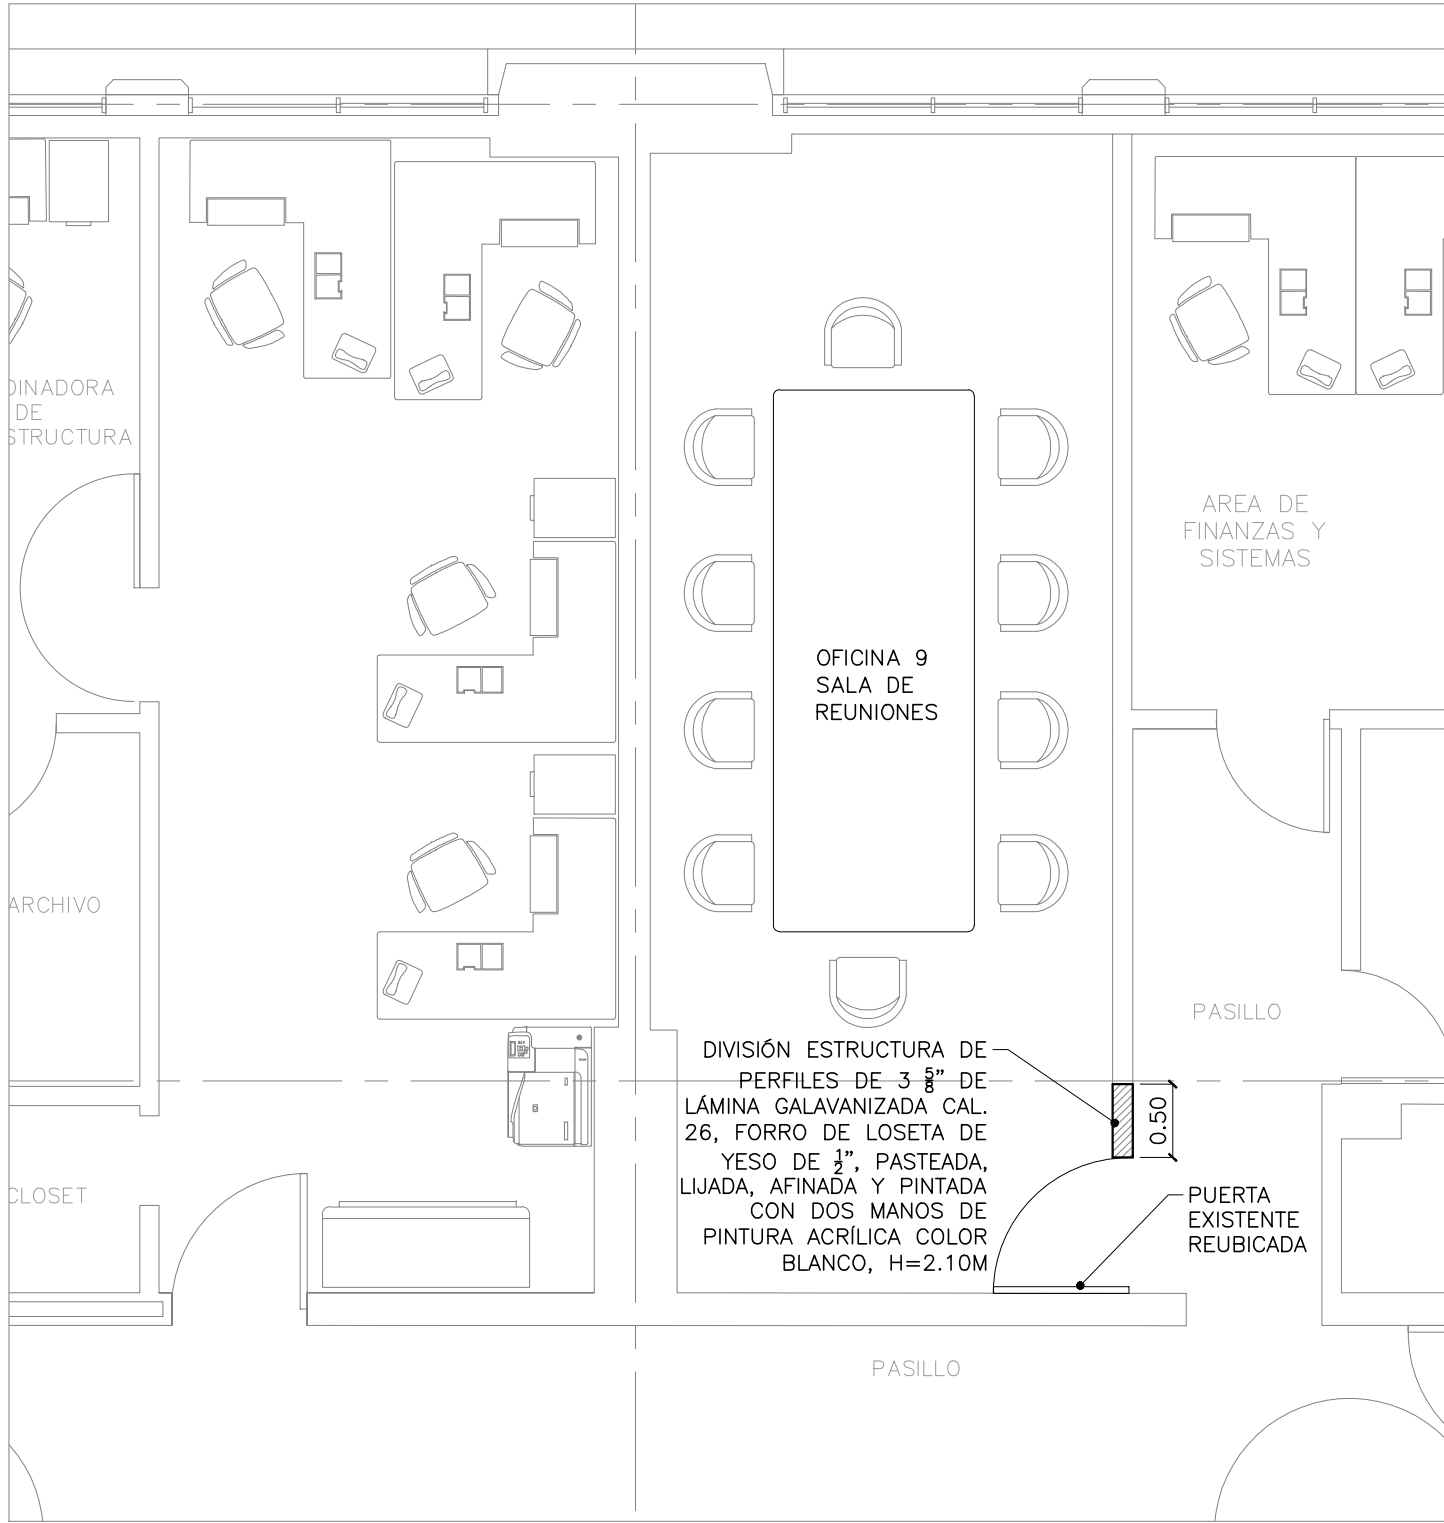 DINADORA
DE
STRUCTURA
AREA DE
FINANZAS Y
SISTEMAS
OFICINA 9
SALA DE
REUNIONES
ARCHIVO
PASILLO
DIVISIÓN ESTRUCTURA DE
PERFILES DE 3 5/8" DE
LÁMINA GALAVANIZADA CAL.
26, FORRO DE LOSETA DE
YESO DE 1/2", PASTEADA,
LIJADA, AFINADA Y PINTADA
CON DOS MANOS DE
PINTURA ACRÍLICA COLOR
BLANCO, H=2.10M
0.50
CLOSET
PUERTA
EXISTENTE
REUBICADA
PASILLO